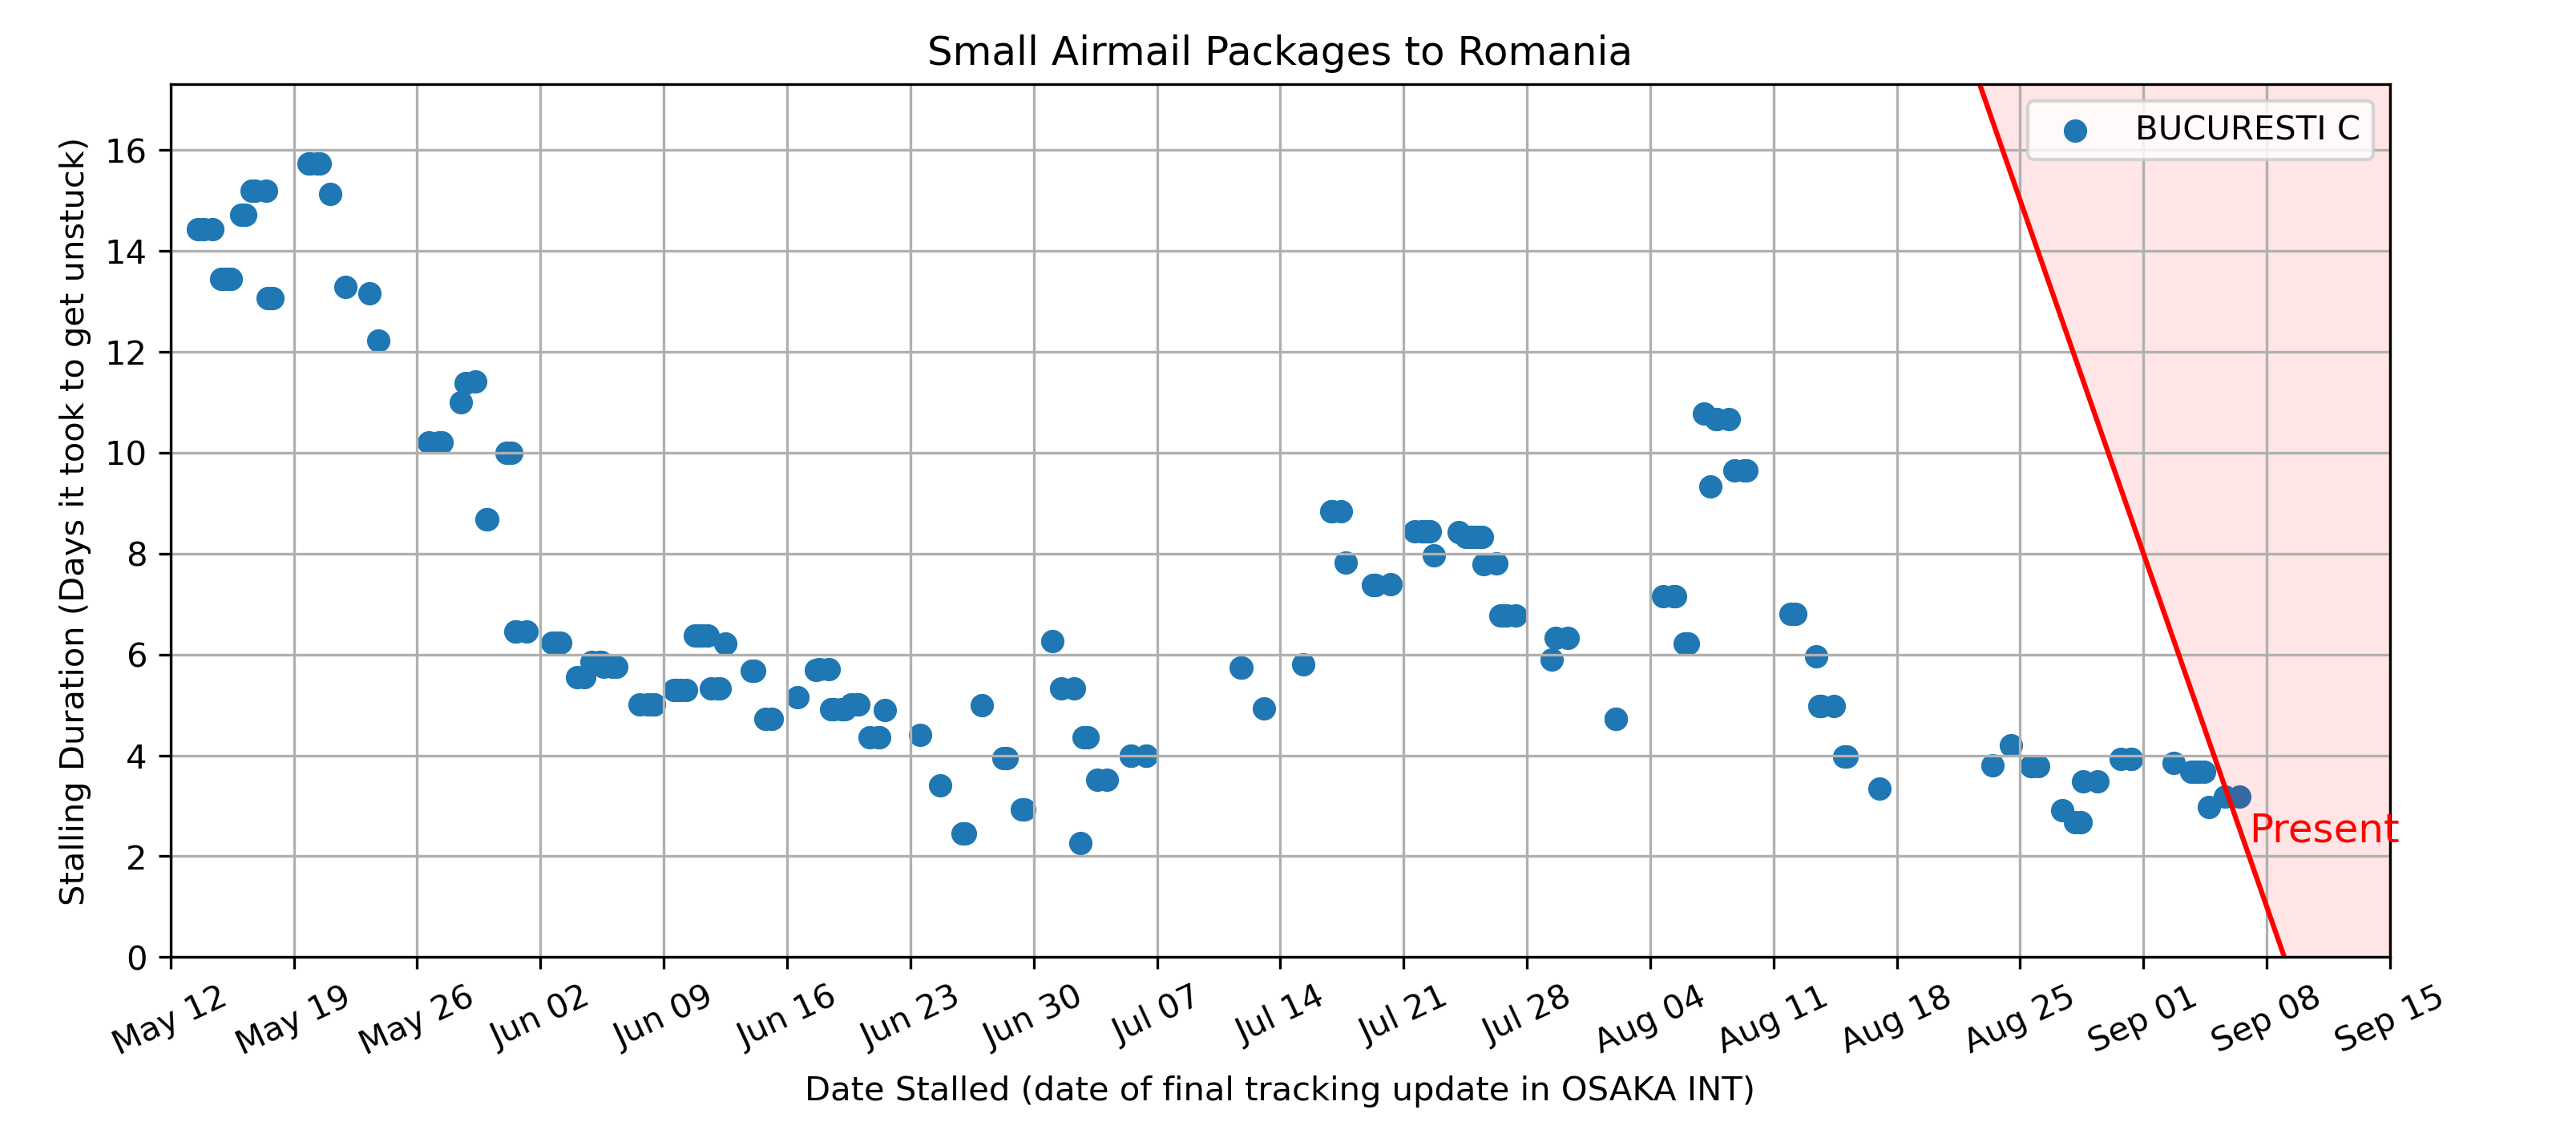 Small Airmail Packages to Romania
BUCURESTI C
Stalling Duration (Days it took to get unstuck)
16
14
12
10
8
6
4
2
0
Present
May 12 May 19 May 26 Jun 02 Jun 09 Jun 16 Jun 23 Jun 30 Jul 07 Jul 14 Jul 21 Jul 28 Aug 04 Aug 11 Aug 18 Aug 25 Sep 01 Sep 08 Sep 15
Date Stalled (date of final tracking update in OSAKA INT)